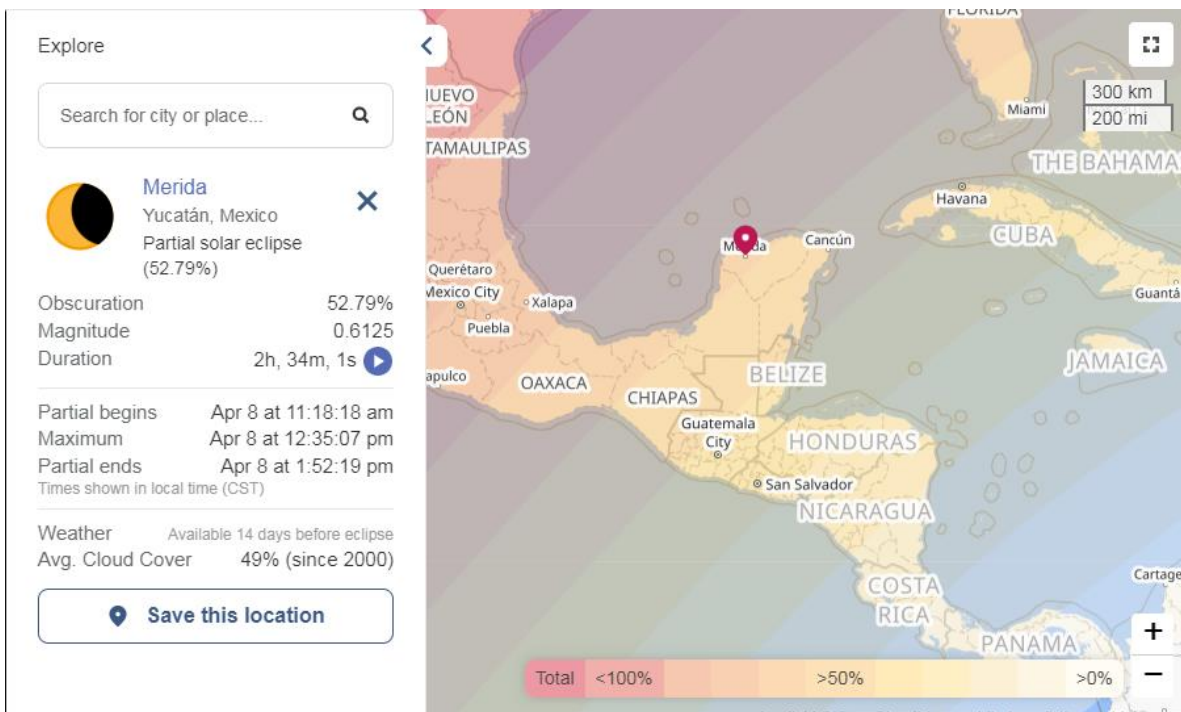 Explore
Search for city or place...
Merida
Yucatán, Mexico
Partial solar eclipse
(52.79%)
Obscuration 52.79%
Magnitude 0.6125
Duration 2h, 34m, 1s
Partial begins Apr 8 at 11:18:18 am
Maximum Apr 8 at 12:35:07 pm
Partial ends Apr 8 at 1:52:19 pm
Times shown in local time (CST)
Weather Available 14 days before eclipse
Avg. Cloud Cover 49% (since 2000)
Save this location
FLORIDA
300 km
200 mi
NUEVO
LEÓN
Miami
TAMAULIPAS
THE BAHAMA
Havana
CUBA
Cancún
Querétaro
Mexico City
Xalapa
Guantá
Puebla
JAMAICA
apulco
OAXACA
BELIZE
CHIAPAS
Guatemala
City
HONDURAS
San Salvador
NICARAGUA
COSTA
RICA
Cartage
PANAMA
+
−
Total <100% >50% >0%